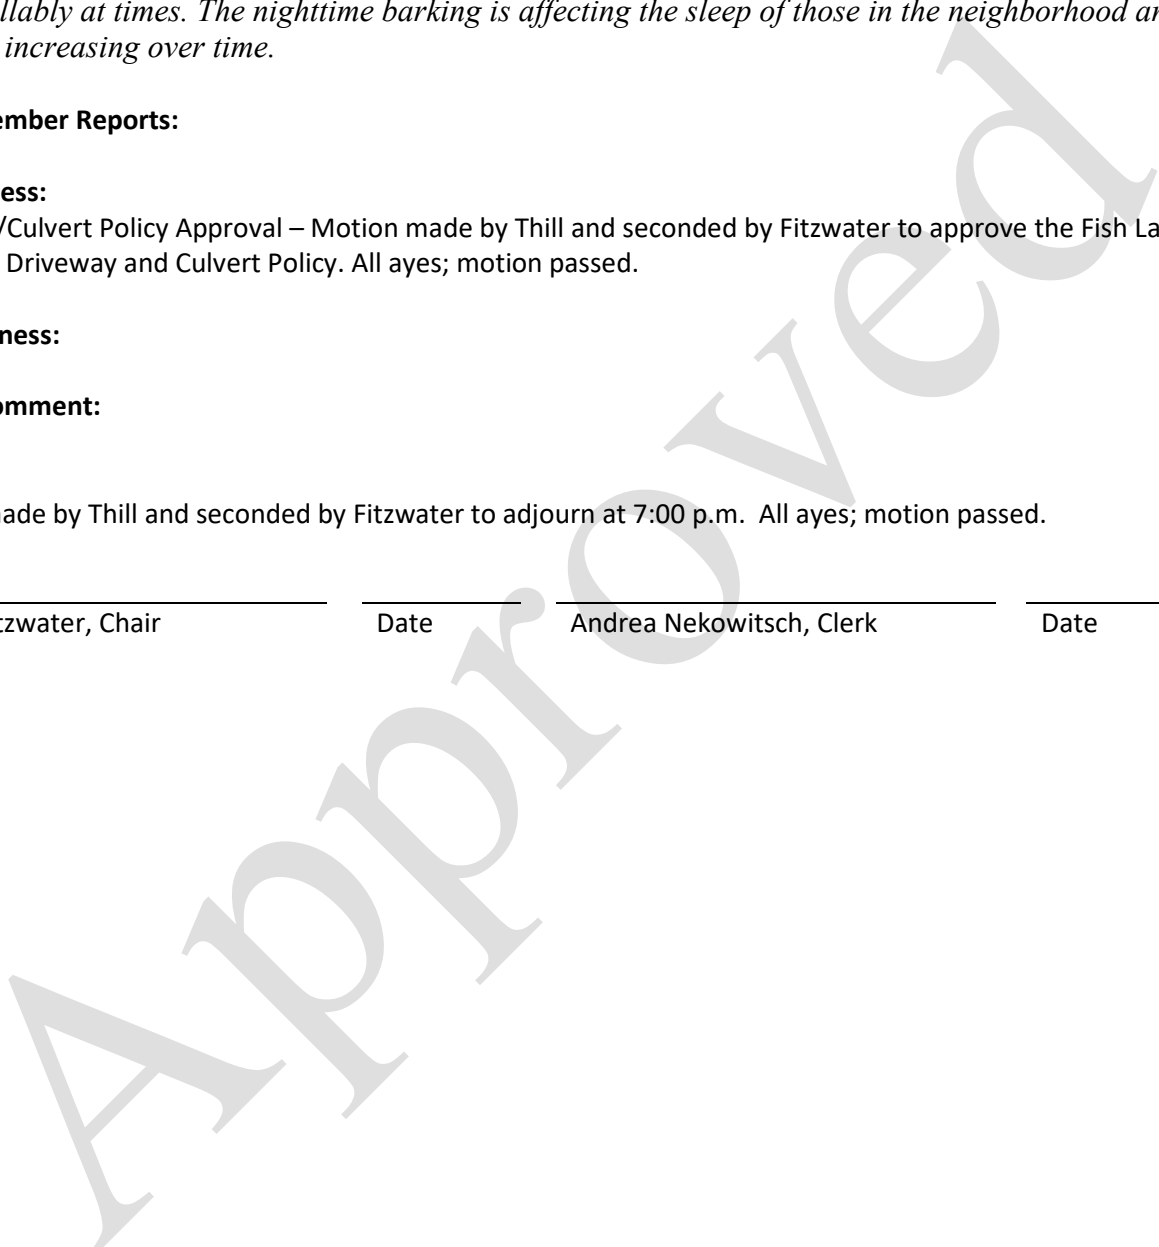 llably at times. The nighttime barking is affecting the sleep of those in the neighborhood an
increasing over time.
ember Reports:
ess:
/Culvert Policy Approval – Motion made by Thill and seconded by Fitzwater to approve the Fish La
Driveway and Culvert Policy. All ayes; motion passed.
ness:
omment:
ade by Thill and seconded by Fitzwater to adjourn at 7:00 p.m.  All ayes; motion passed.
tzwater, Chair Date Andrea Nekowitsch, Clerk Date
Approved